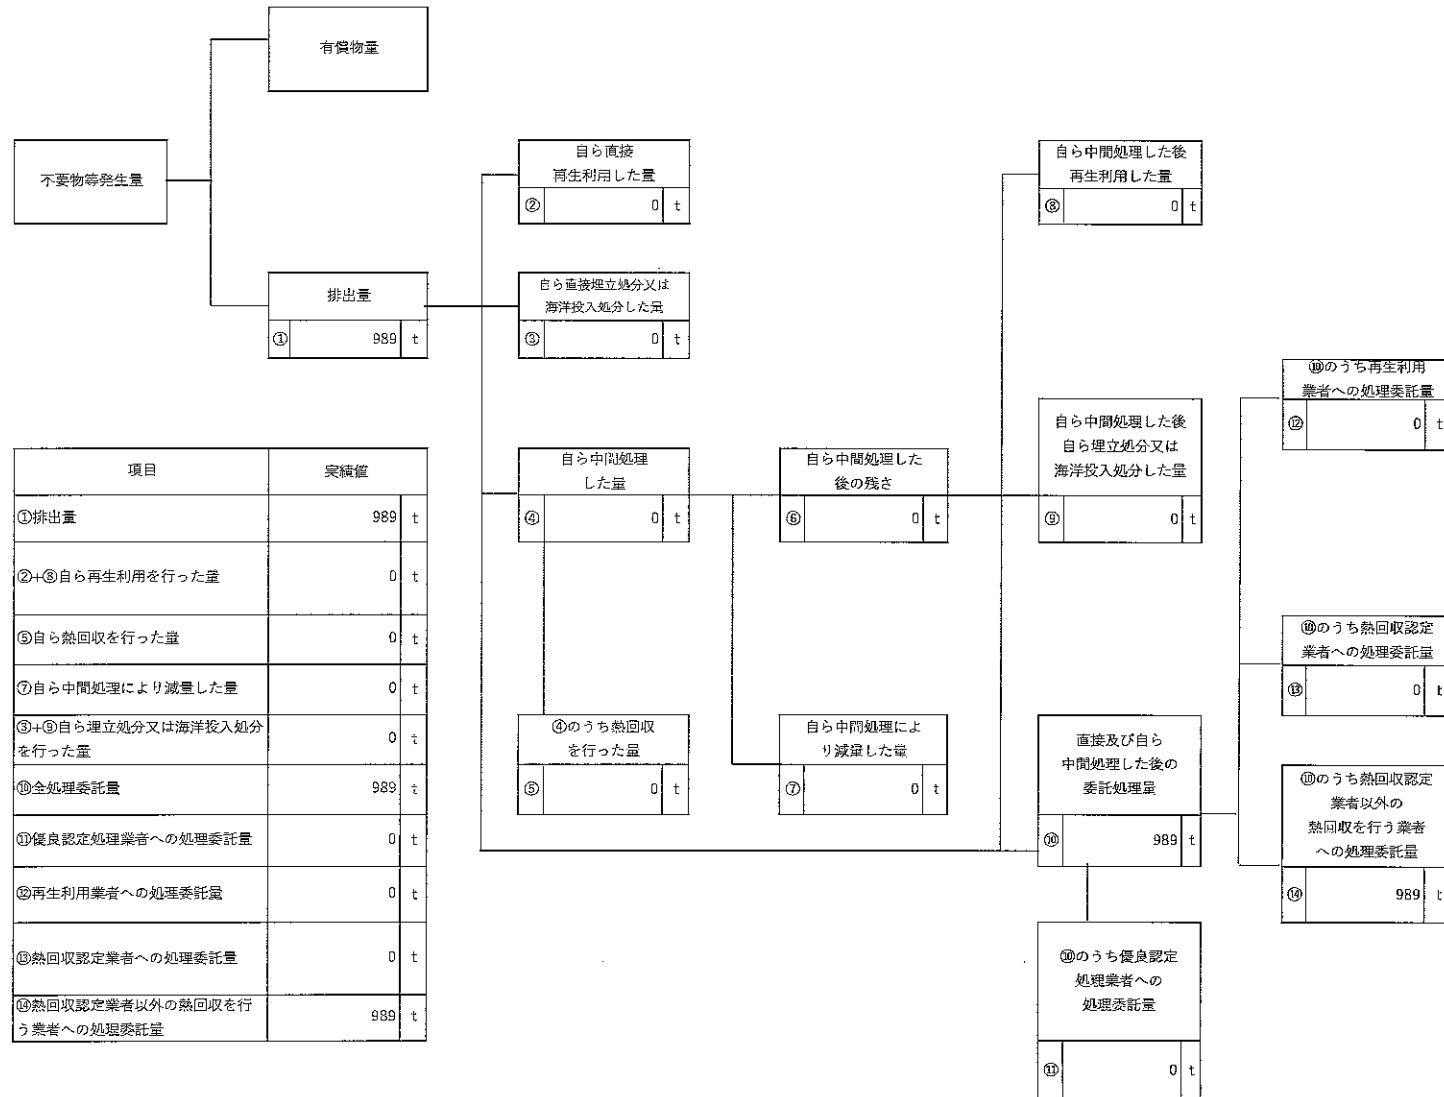 有償物量
不要物等発生量
自ら直接
再生利用した量
② 0 t
自ら中間処理した後
再生利用した量
⑧ 0 t
排出量
① 989 t
自ら直接埋立処分又は
海洋投入処分した量
③ 0 t
⑩のうち再生利用
業者への処理委託量
⑫ 0 t
自ら中間処理
した量
④ 0 t
自ら中間処理した
後の残さ
⑥ 0 t
自ら中間処理した後
自ら埋立処分又は
海洋投入処分した量
⑨ 0 t
⑩のうち熱回収認定
業者への処理委託量
⑬ 0 t
④のうち熱回収
を行った量
⑤ 0 t
自ら中間処理によ
り減量した量
⑦ 0 t
直接及び自ら
中間処理した後の
委託処理量
⑩ 989 t
⑩のうち熱回収認定
業者以外の
熱回収を行う業者
への処理委託量
⑭ 989 t
⑩のうち優良認定
処理業者への
処理委託量
⑪ 0 t
項目 実績値
①排出量 989 t
②+⑧自ら再生利用を行った量 0 t
⑤自ら熱回収を行った量 0 t
⑦自ら中間処理により減量した量 0 t
③+⑨自ら埋立処分又は海洋投入処分
を行った量 0 t
⑩全処理委託量 989 t
⑪優良認定処理業者への処理委託量 0 t
⑫再生利用業者への処理委託量 0 t
⑬熱回収認定業者への処理委託量 0 t
⑭熱回収認定業者以外の熱回収を行
う業者への処理委託量 989 t